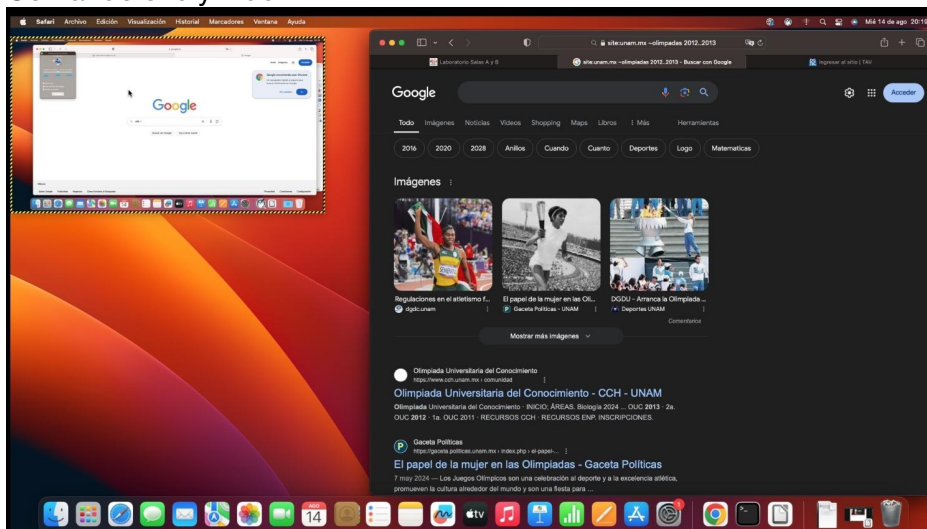 Safari Archivo Edición Visualización Historial Marcadores Ventana Ayuda
Mié 14 de ago 20:19
Google
site:unam.mx –olimpadas 2012..2013
Laboratorio Salas A y B
site:unam.mx –olimpiadas 2012..2013 - Buscar con Google
Ingresar al sitio | TAV
Google
Acceder
Todo Imágenes Noticias Videos Shopping Maps Libros Más Herramientas
2016 2020 2028 Anillos Cuando Cuanto Deportes Logo Matematicas
Imágenes
Regulaciones en el atletismo f...
dgdc.unam
El papel de la mujer en las Oli...
Gaceta Políticas - UNAM
DGDU - Arranca la Olimpiada ...
Deportes UNAM
Comentarios
Mostrar más imágenes
Olimpiada Universitaria del Conocimiento
https://www.cch.unam.mx › comunidad
Olimpiada Universitaria del Conocimiento - CCH - UNAM
Olimpiada Universitaria del Conocimiento · INICIO; ÁREAS. Biología 2024 ... OUC 2013 · 2a.
OUC 2012 · 1a. OUC 2011 · RECURSOS CCH · RECURSOS ENP. INSCRIPCIONES.
Gaceta Políticas
https://gaceta.politicas.unam.mx › index.php › el-papel-...
El papel de la mujer en las Olimpiadas - Gaceta Políticas
7 may 2024 — Los Juegos Olímpicos son una celebración al deporte y a la excelencia atlética,
promueven la cultura alrededor del mundo y son una fiesta para ...
AGO
14
tv